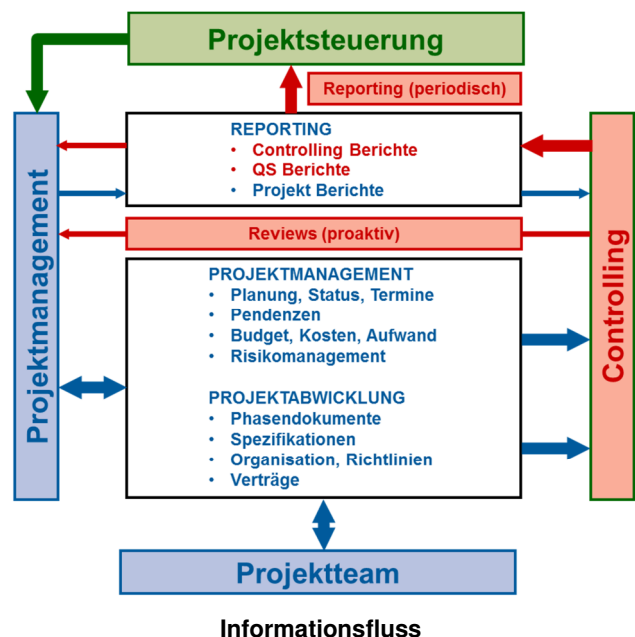 Projektsteuerung
Reporting (periodisch)
REPORTING
• Controlling Berichte
• QS Berichte
• Projekt Berichte
Reviews (proaktiv)
Projektmanagement
Controlling
PROJEKTMANAGEMENT
• Planung, Status, Termine
• Pendenzen
• Budget, Kosten, Aufwand
• Risikomanagement
PROJEKTABWICKLUNG
• Phasendokumente
• Spezifikationen
• Organisation, Richtlinien
• Verträge
Projektteam
Informationsfluss